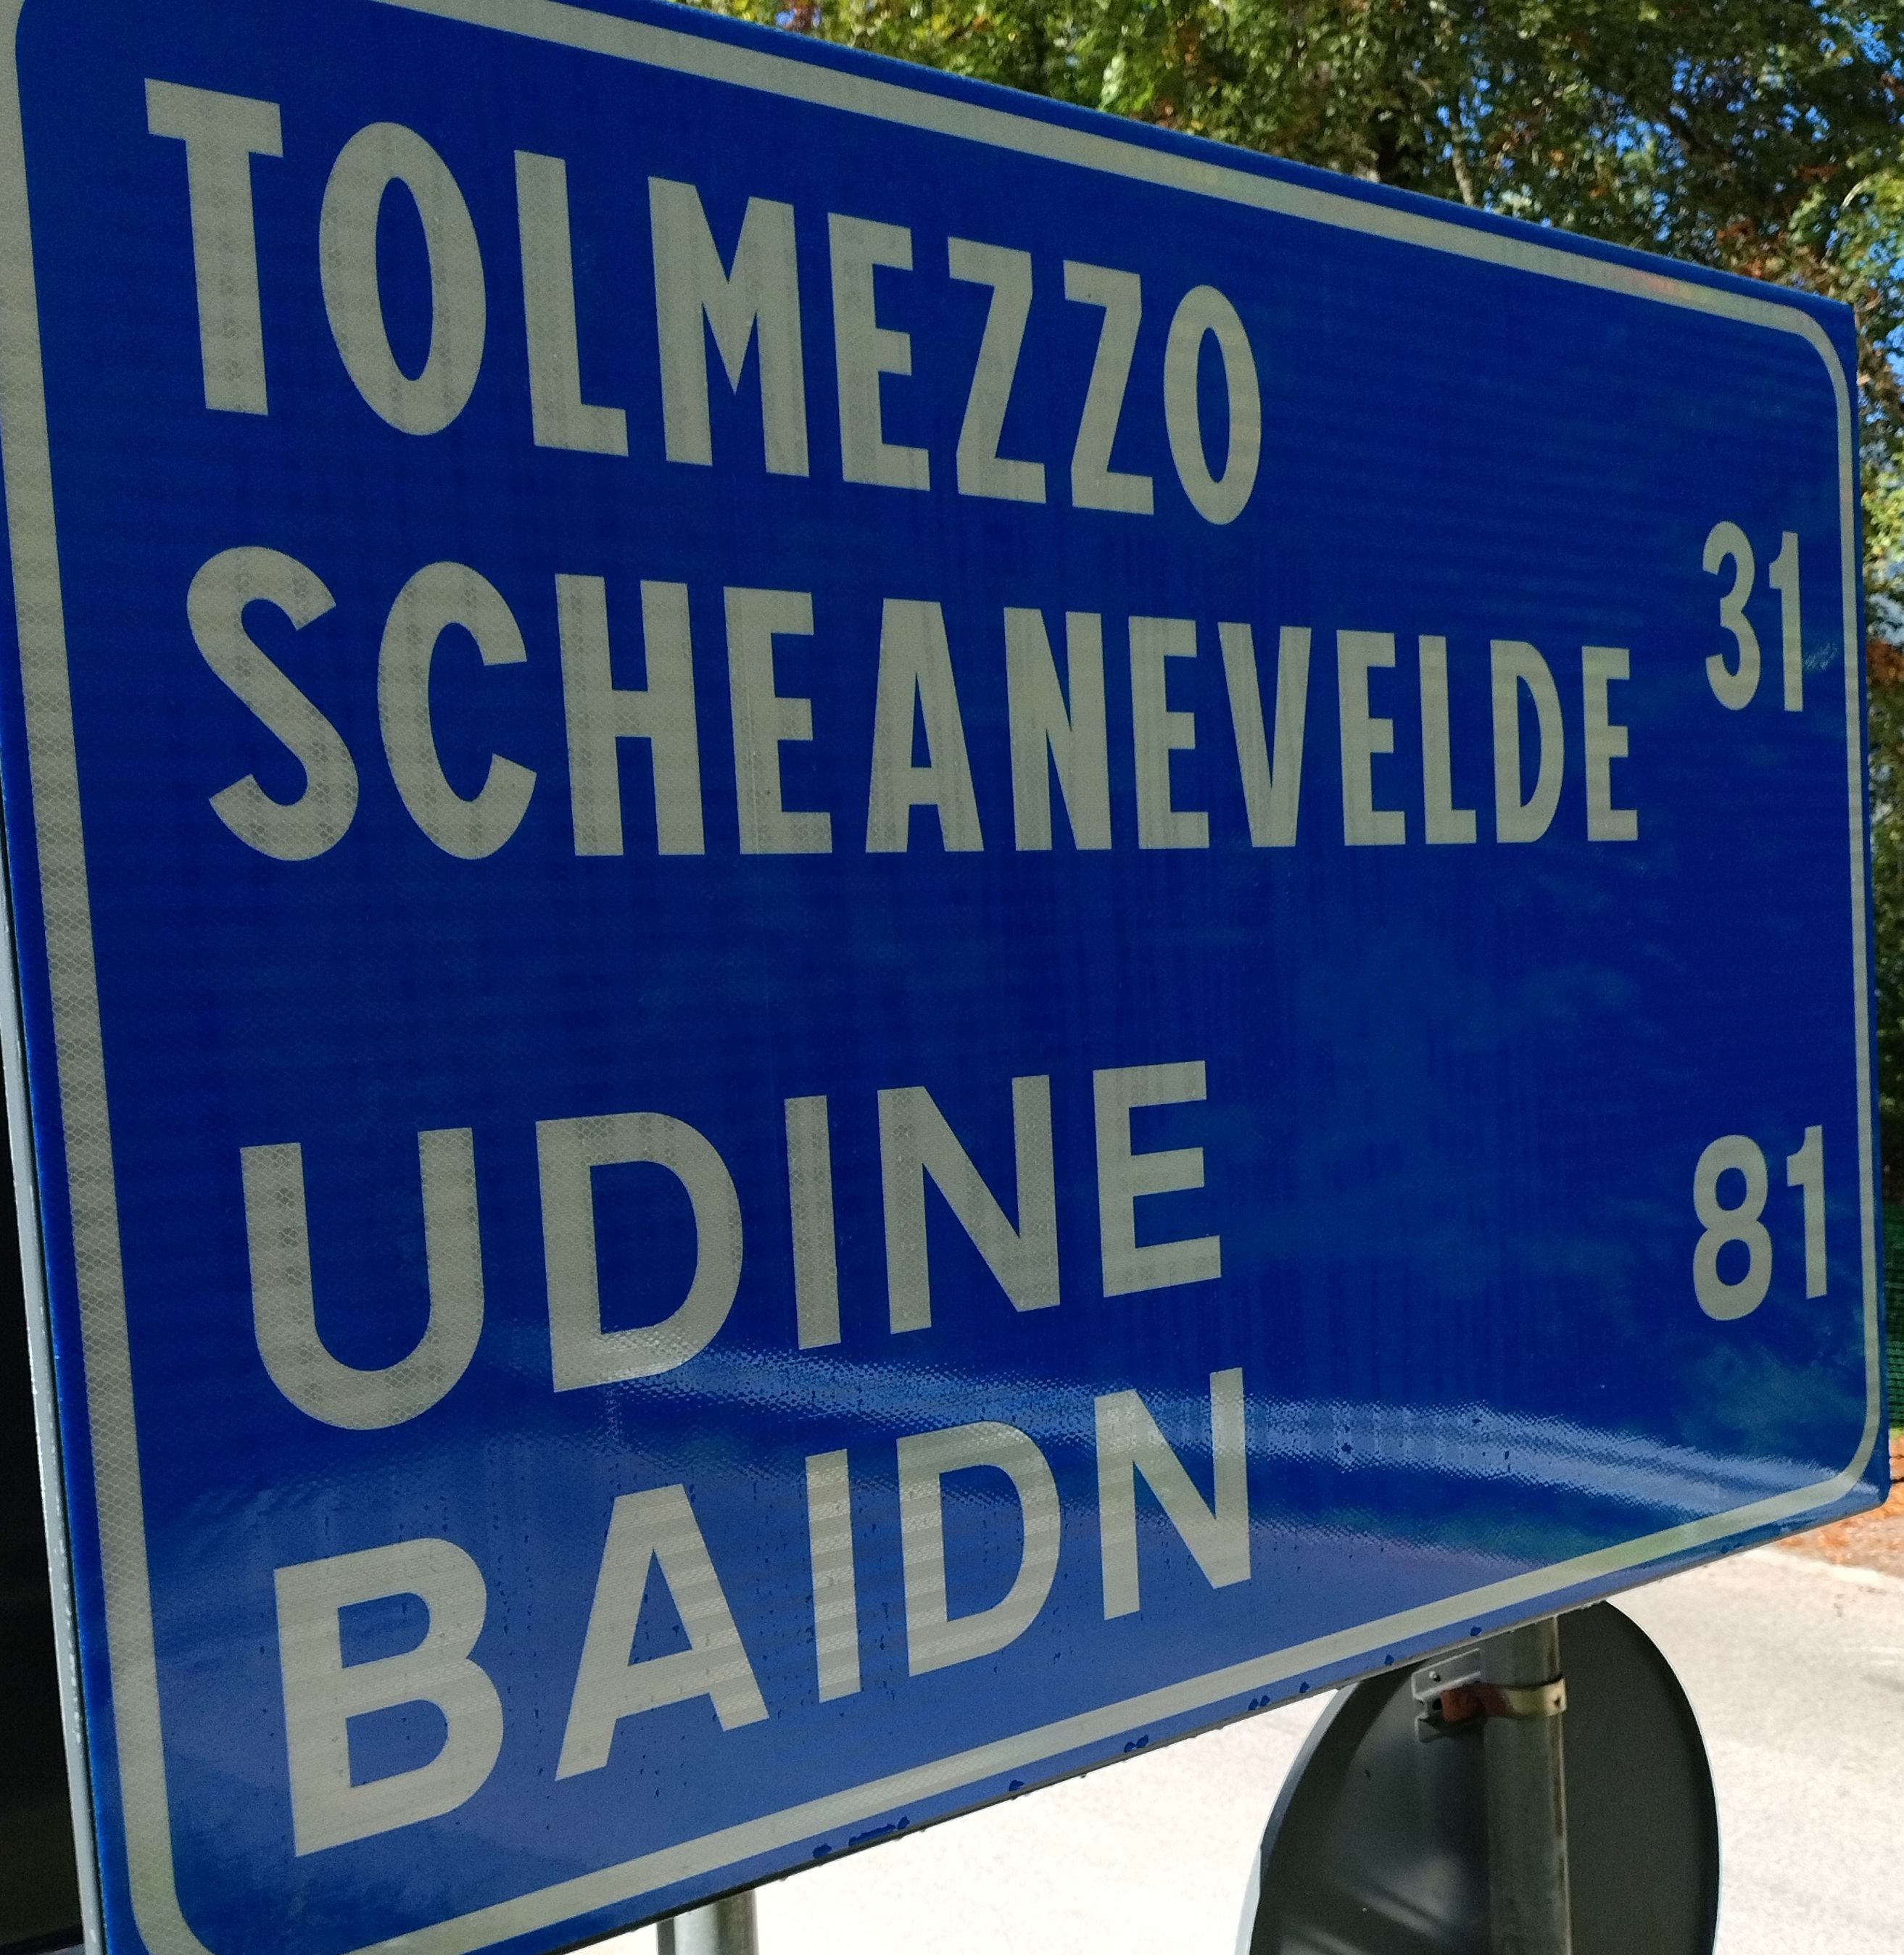 TOLMEZZO
SCHEANEVELDE 31
UDINE 81
BAIDN